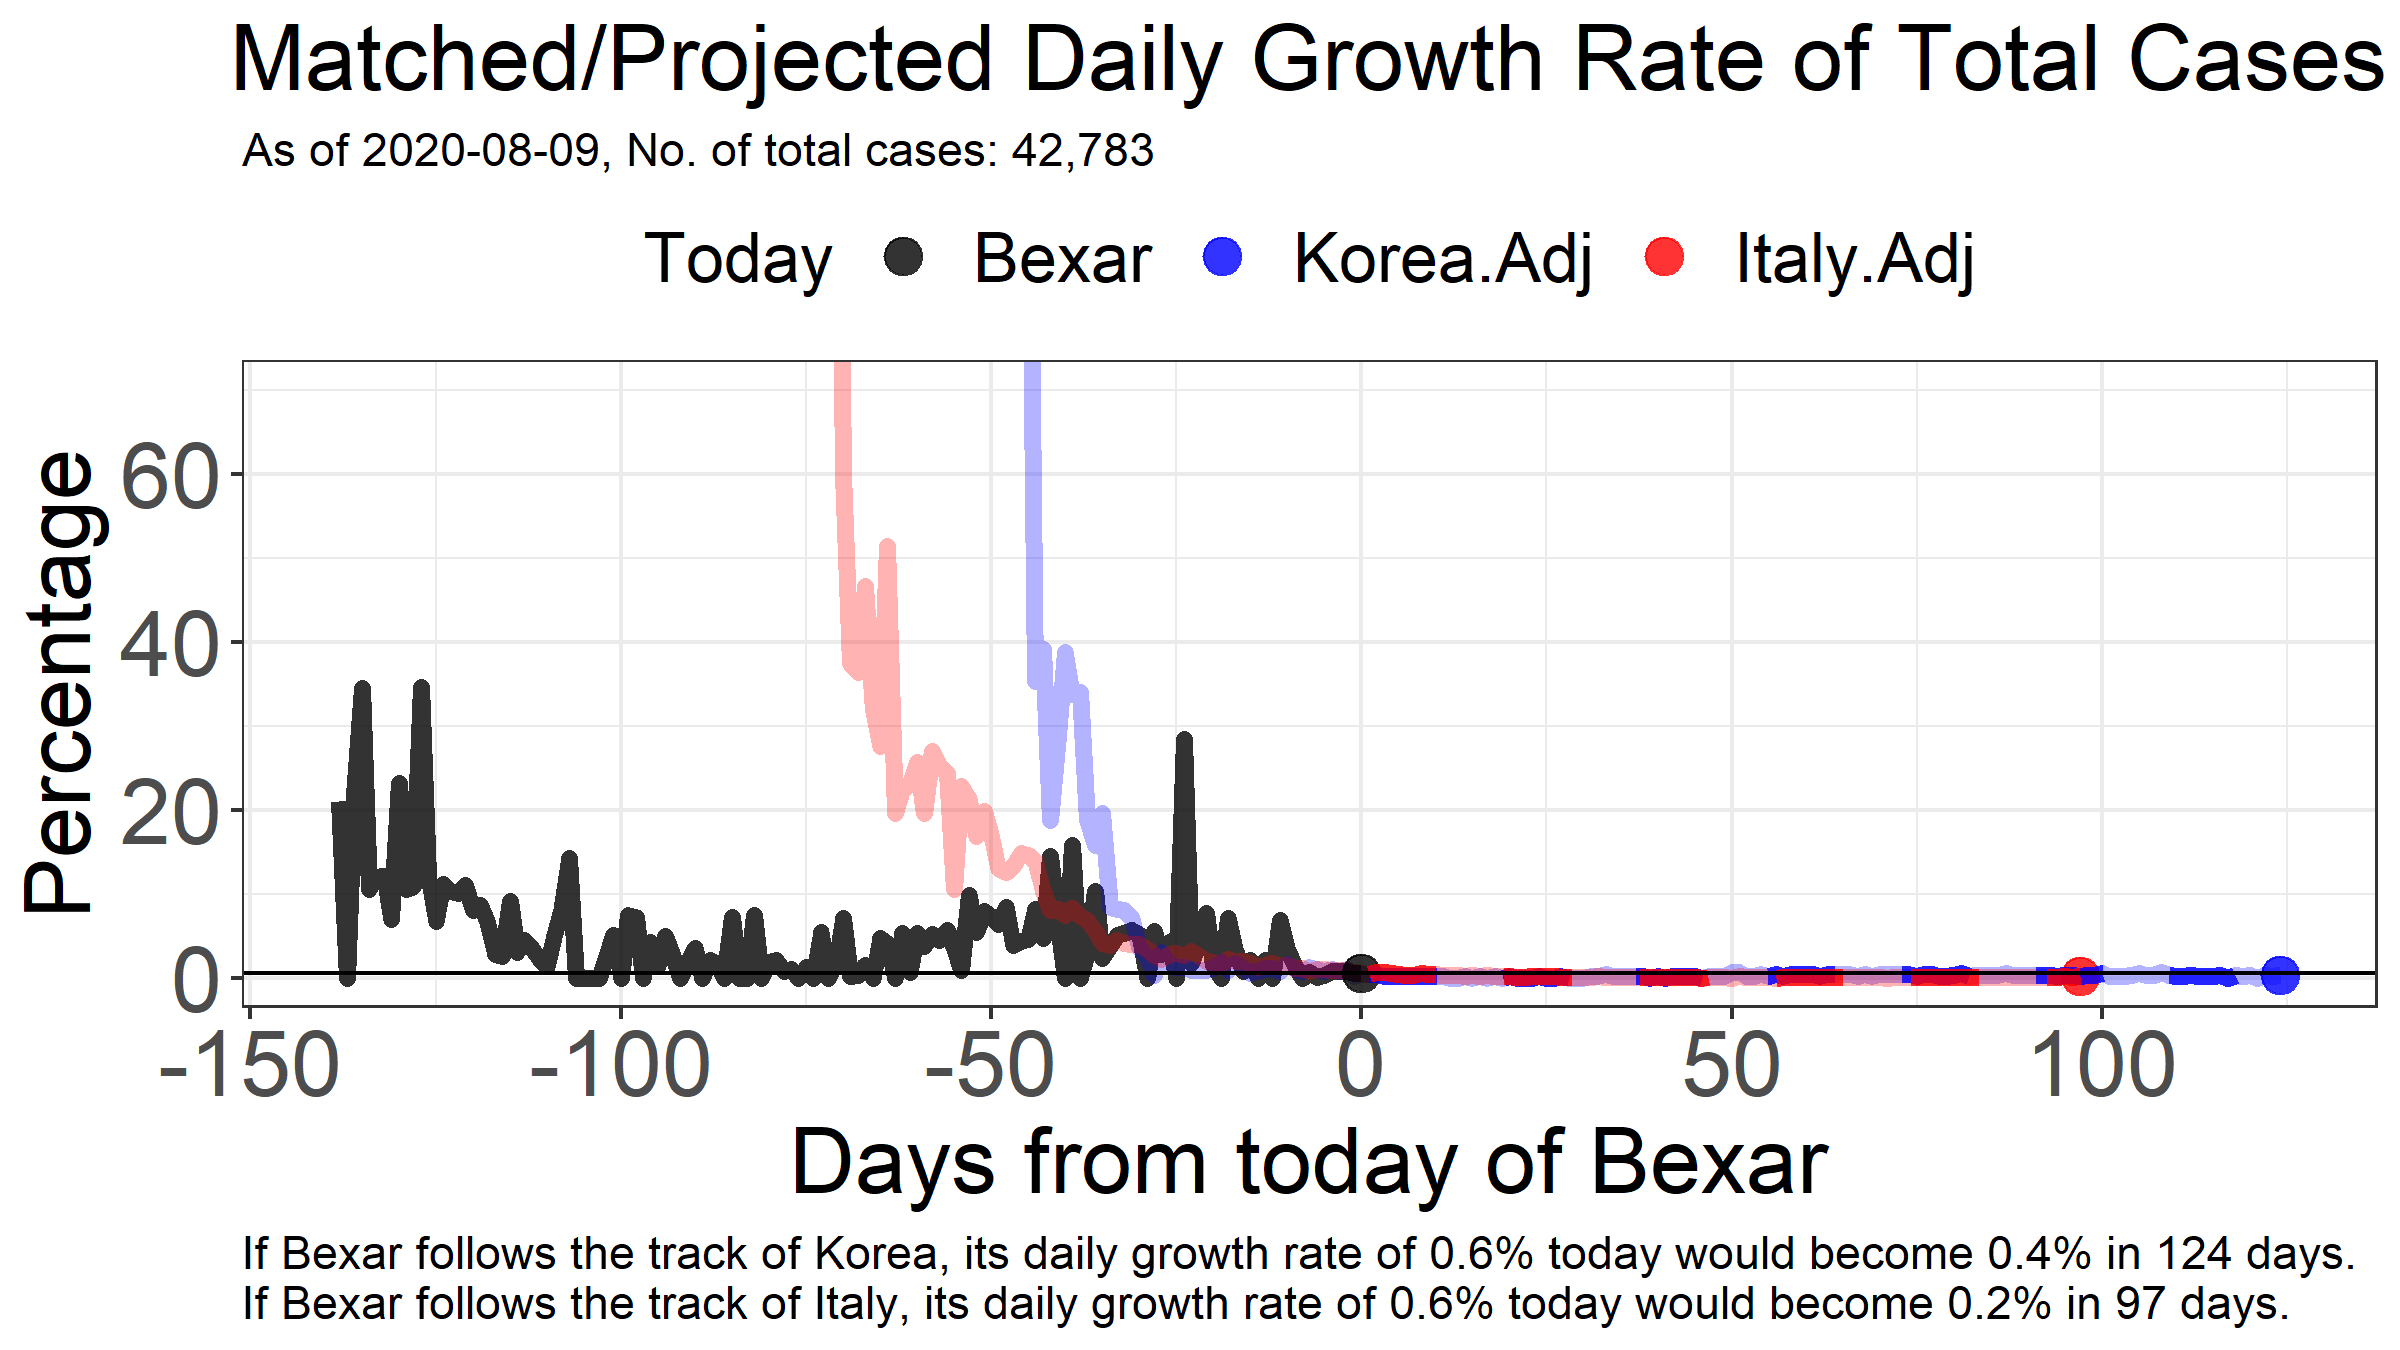 Matched/Projected Daily Growth Rate of Total Cases
As of 2020-08-09, No. of total cases: 42,783
Today Bexar Korea.Adj Italy.Adj
Percentage
60
40
20
0
-150 -100 -50 0 50 100
Days from today of Bexar
If Bexar follows the track of Korea, its daily growth rate of 0.6% today would become 0.4% in 124 days.
If Bexar follows the track of Italy, its daily growth rate of 0.6% today would become 0.2% in 97 days.